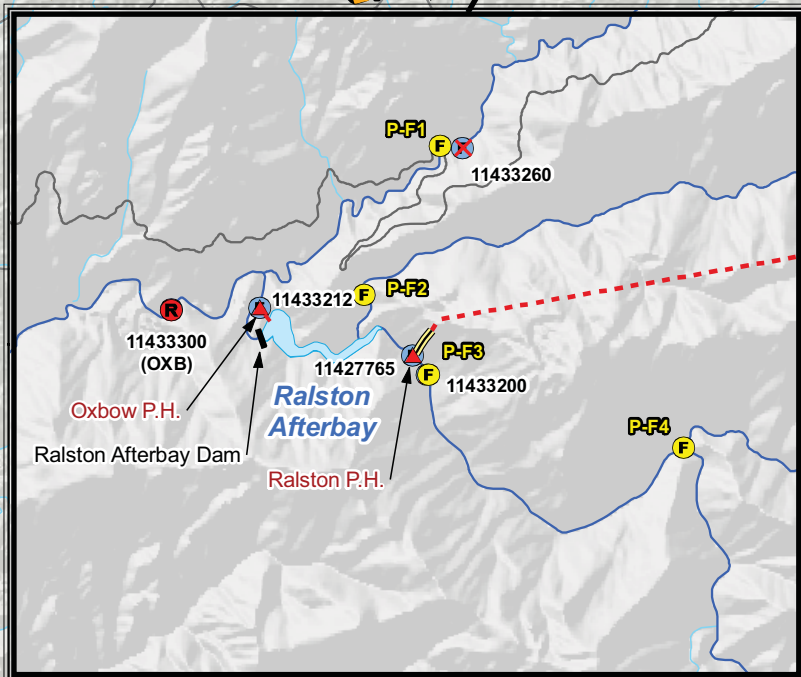 P-F1
F
11433260
11433212
F
P-F2
R
11433300
(OXB)
11427765
P-F3
F
11433200
Ralston
Afterbay
Oxbow P.H.
Ralston Afterbay Dam
Ralston P.H.
P-F4
F